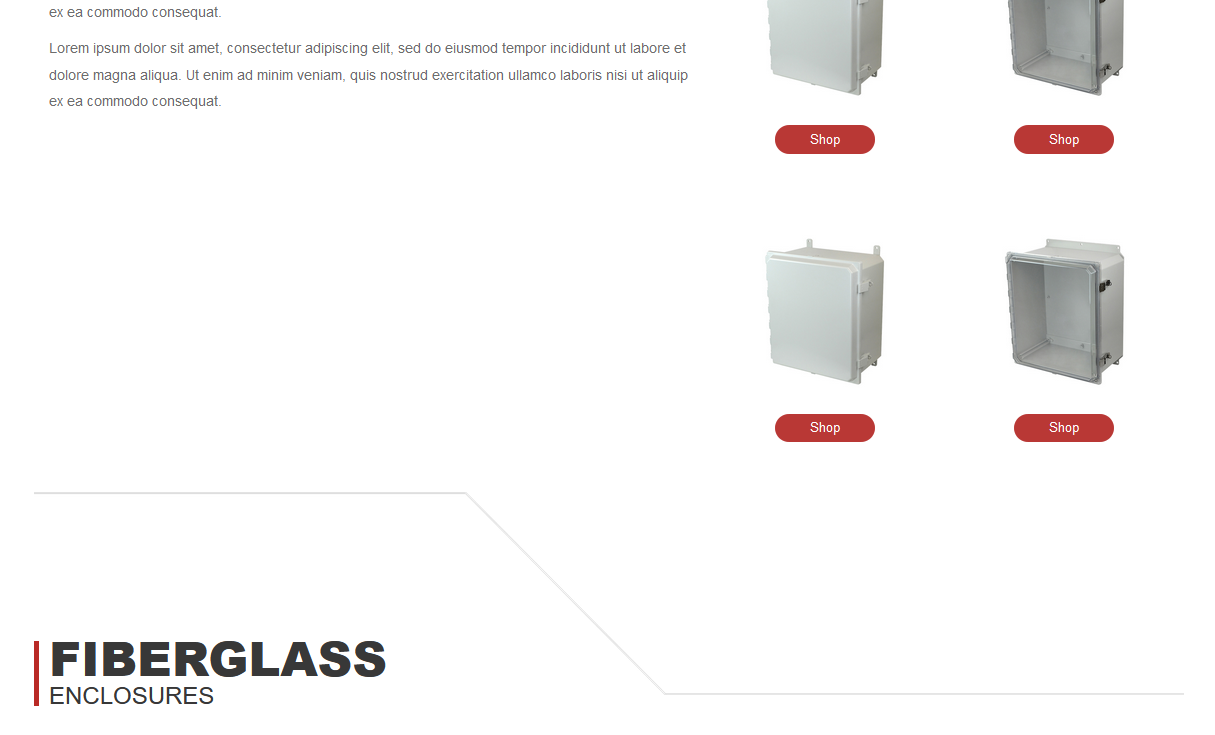 ex ea commodo consequat.
Lorem ipsum dolor sit amet, consectetur adipiscing elit, sed do eiusmod tempor incididunt ut labore et
dolore magna aliqua. Ut enim ad minim veniam, quis nostrud exercitation ullamco laboris nisi ut aliquip
ex ea commodo consequat.
Shop
Shop
Shop
Shop
FIBERGLASS
ENCLOSURES